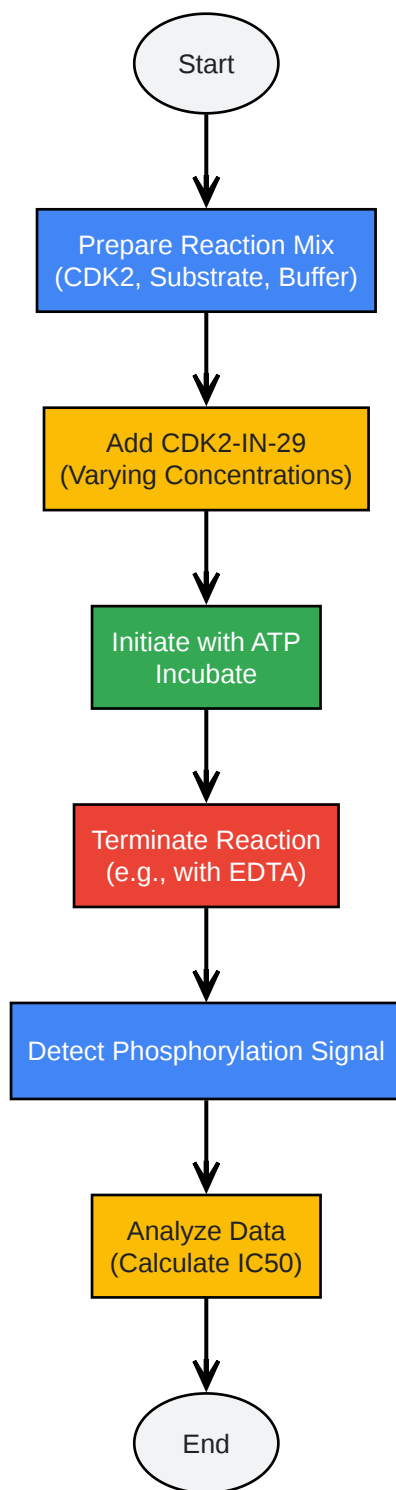 Start
Prepare Reaction Mix
(CDK2, Substrate, Buffer)
Add CDK2-IN-29
(Varying Concentrations)
Initiate with ATP
Incubate
Terminate Reaction
(e.g., with EDTA)
Detect Phosphorylation Signal
Analyze Data
(Calculate IC50)
End